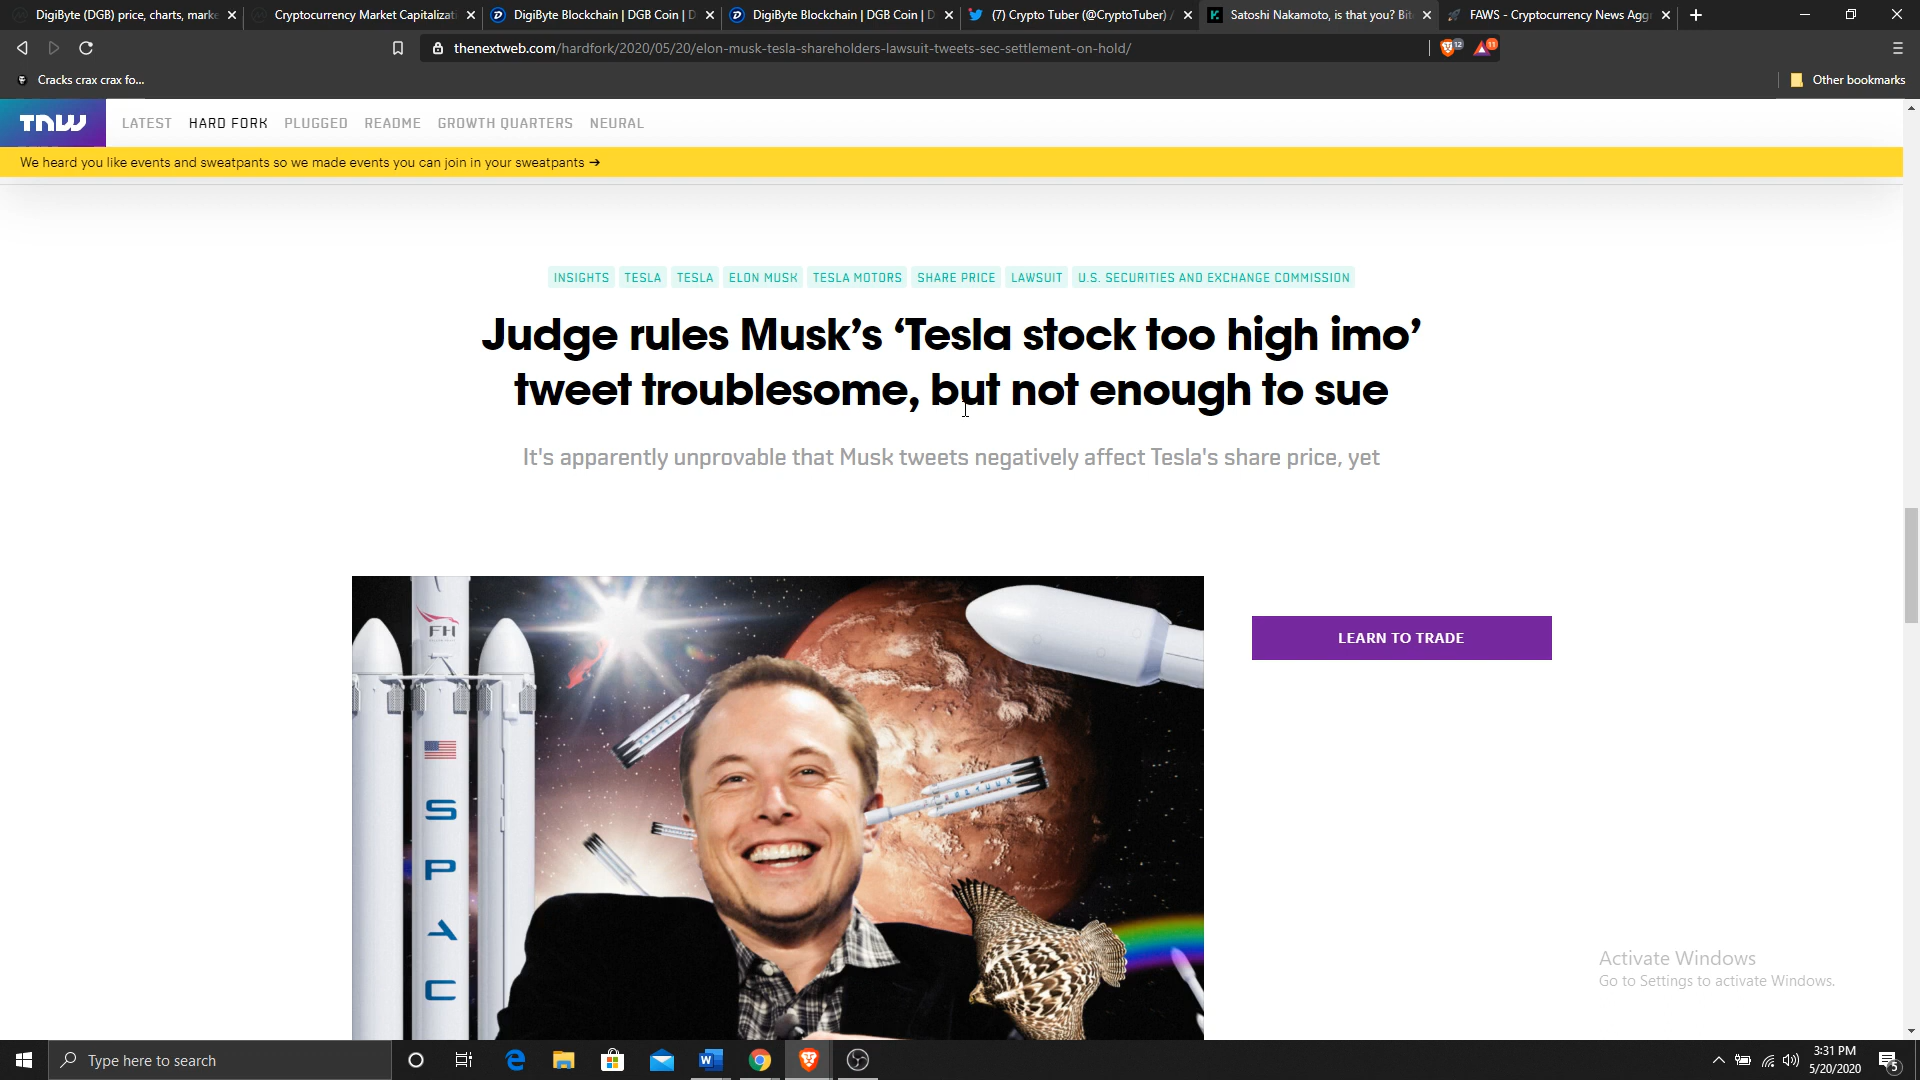 DigiByte (DGB) price, charts, marke
Cryptocurrency Market Capitalizati
DigiByte Blockchain | DGB Coin | D
DigiByte Blockchain | DGB Coin | D
(7) Crypto Tuber (@CryptoTuber) /
Satoshi Nakamoto, is that you? Bit
FAWS - Cryptocurrency News Agg
thenextweb.com/hardfork/2020/05/20/elon-musk-tesla-shareholders-lawsuit-tweets-sec-settlement-on-hold/
12
11
Cracks crax crax fo...
Other bookmarks
TNW
LATEST HARD FORK PLUGGED README GROWTH QUARTERS NEURAL
We heard you like events and sweatpants so we made events you can join in your sweatpants →
INSIGHTS TESLA TESLA ELON MUSK TESLA MOTORS SHARE PRICE LAWSUIT U.S. SECURITIES AND EXCHANGE COMMISSION
Judge rules Musk's ‘Tesla stock too high imo’
tweet troublesome, but not enough to sue
It's apparently unprovable that Musk tweets negatively affect Tesla's share price, yet
FH
S
P
A
C
LEARN TO TRADE
Activate Windows
Go to Settings to activate Windows.
Type here to search
3:31 PM
5/20/2020
5